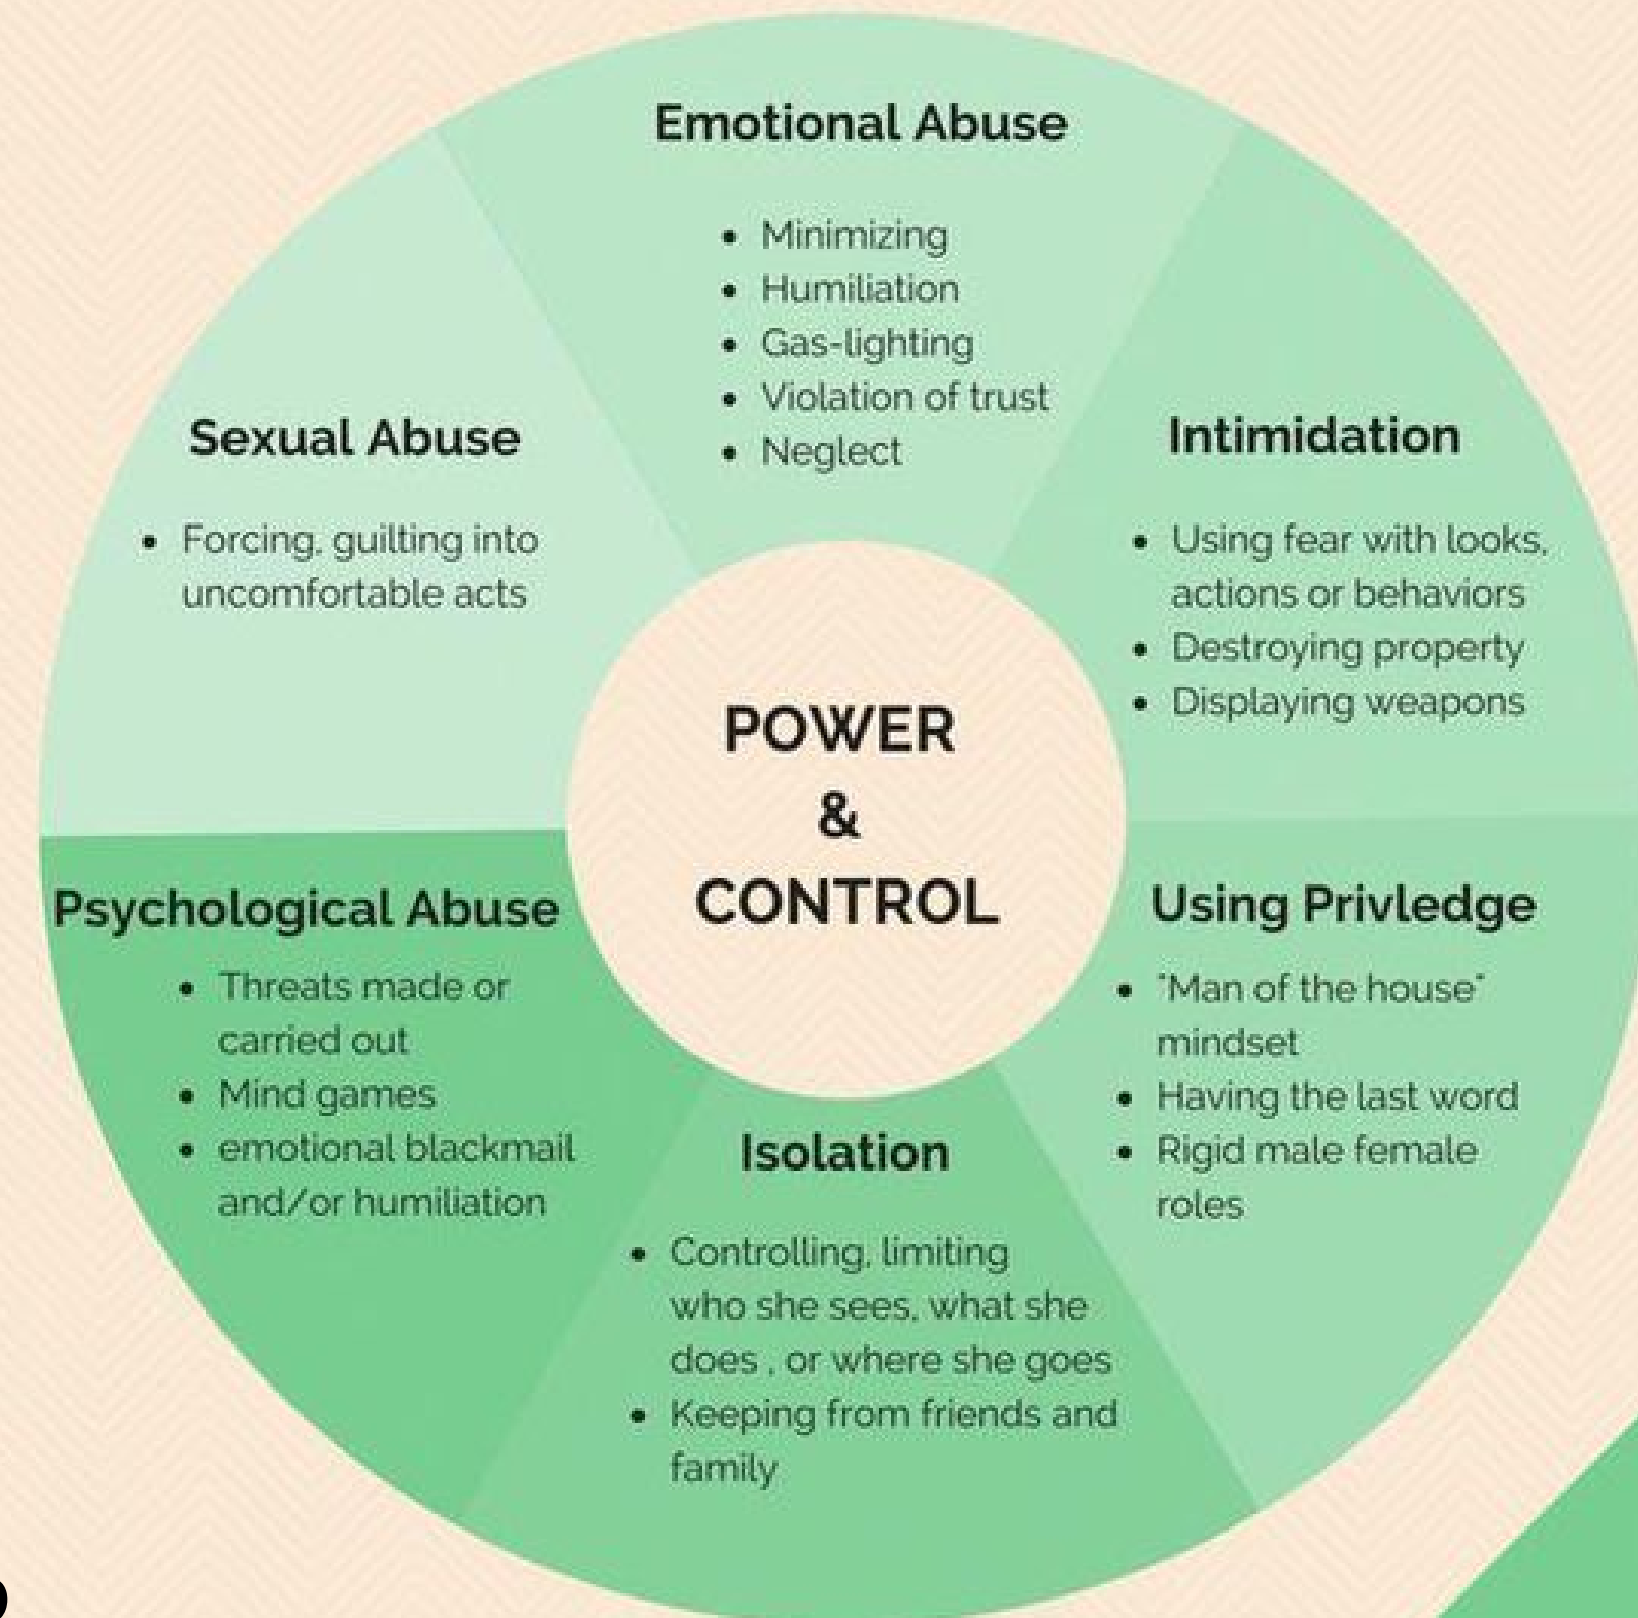 Emotional Abuse
• Minimizing
• Humiliation
• Gas-lighting
• Violation of trust
• Neglect
Intimidation
• Using fear with looks,
actions or behaviors
• Destroying property
• Displaying weapons
Using Privledge
• "Man of the house"
mindset
• Having the last word
• Rigid male female
roles
Isolation
• Controlling, limiting
who she sees, what she
does , or where she goes
• Keeping from friends and
family
Psychological Abuse
• Threats made or
carried out
• Mind games
• emotional blackmail
and/or humiliation
Sexual Abuse
• Forcing, guilting into
uncomfortable acts
POWER
&
CONTROL